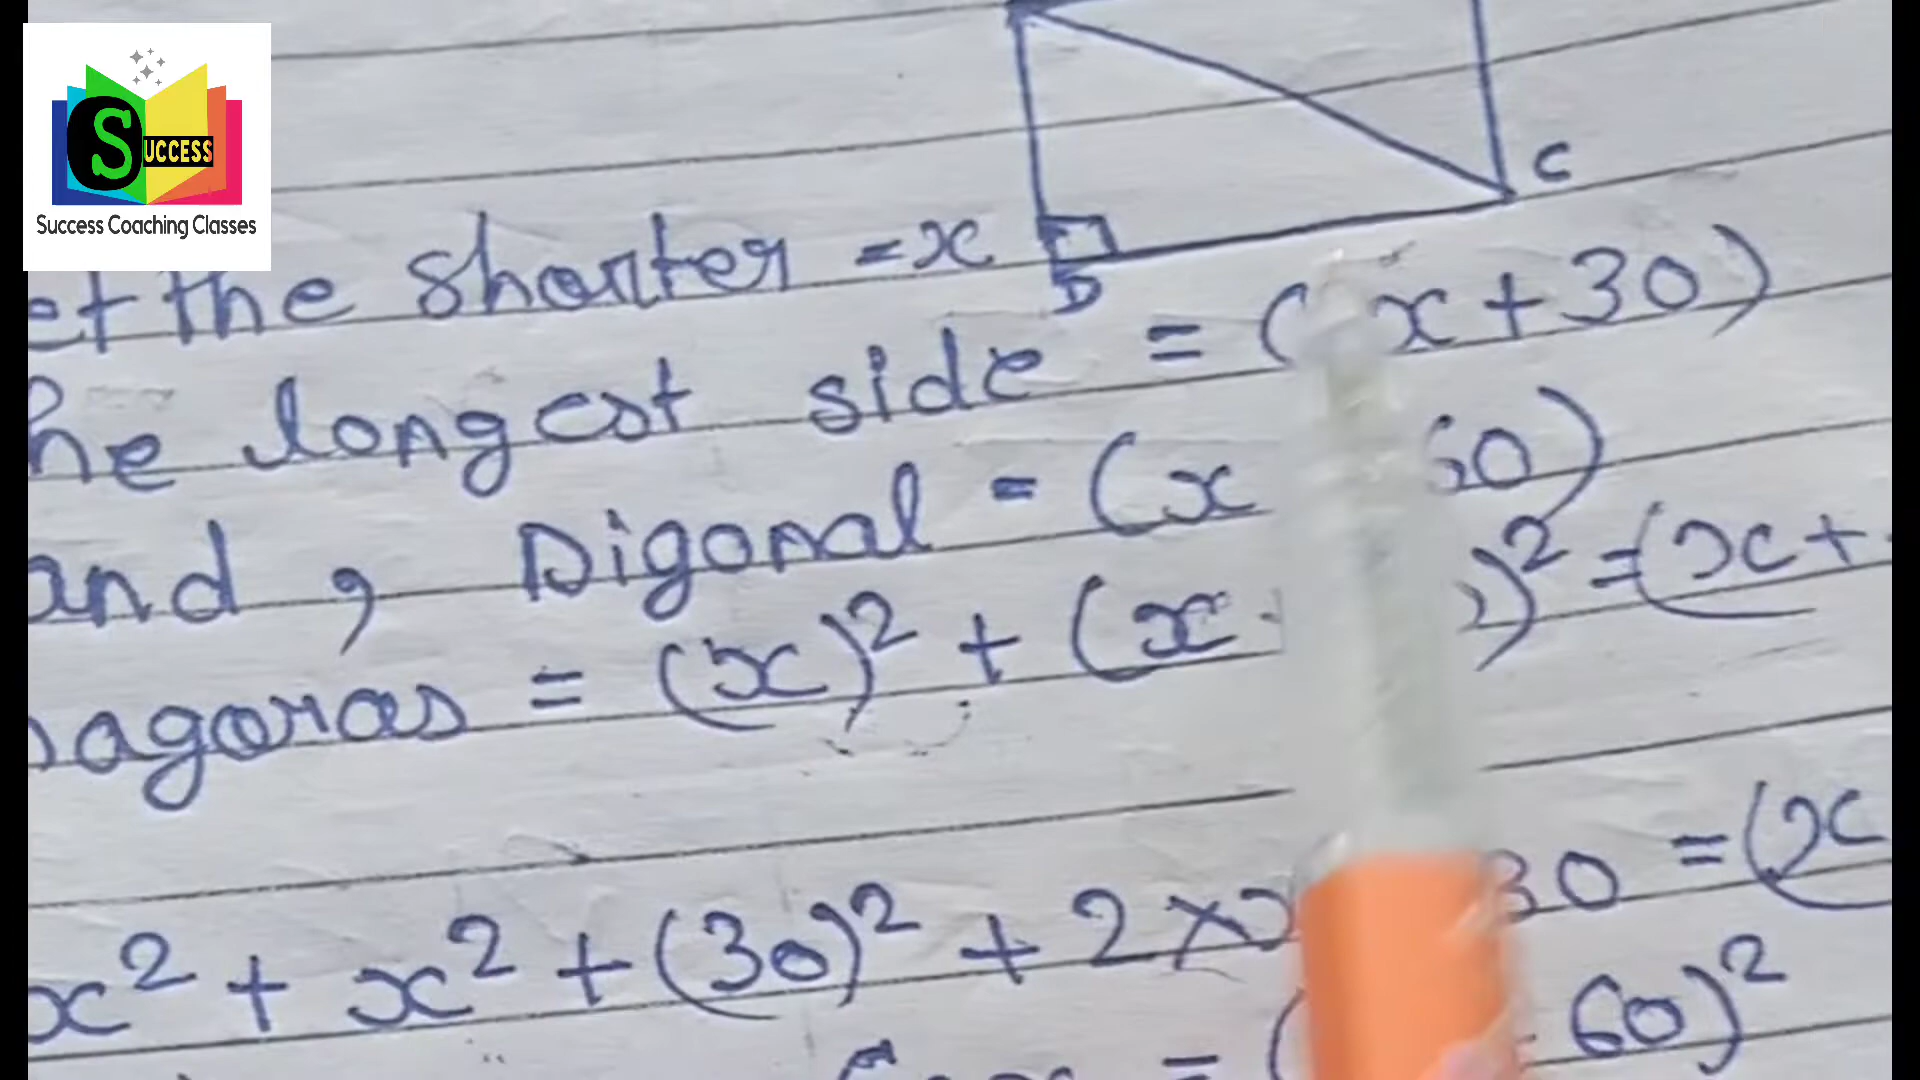 SUCCESS
Success Coaching Classes
C
D
et the shorter = x
he longest side = ( x + 30)
and , Digonal = (x 60)
agoras = (x)² + (x )² = (x +
x² + x² + (30)² + 2 × 30 = (x
= ( 60)²